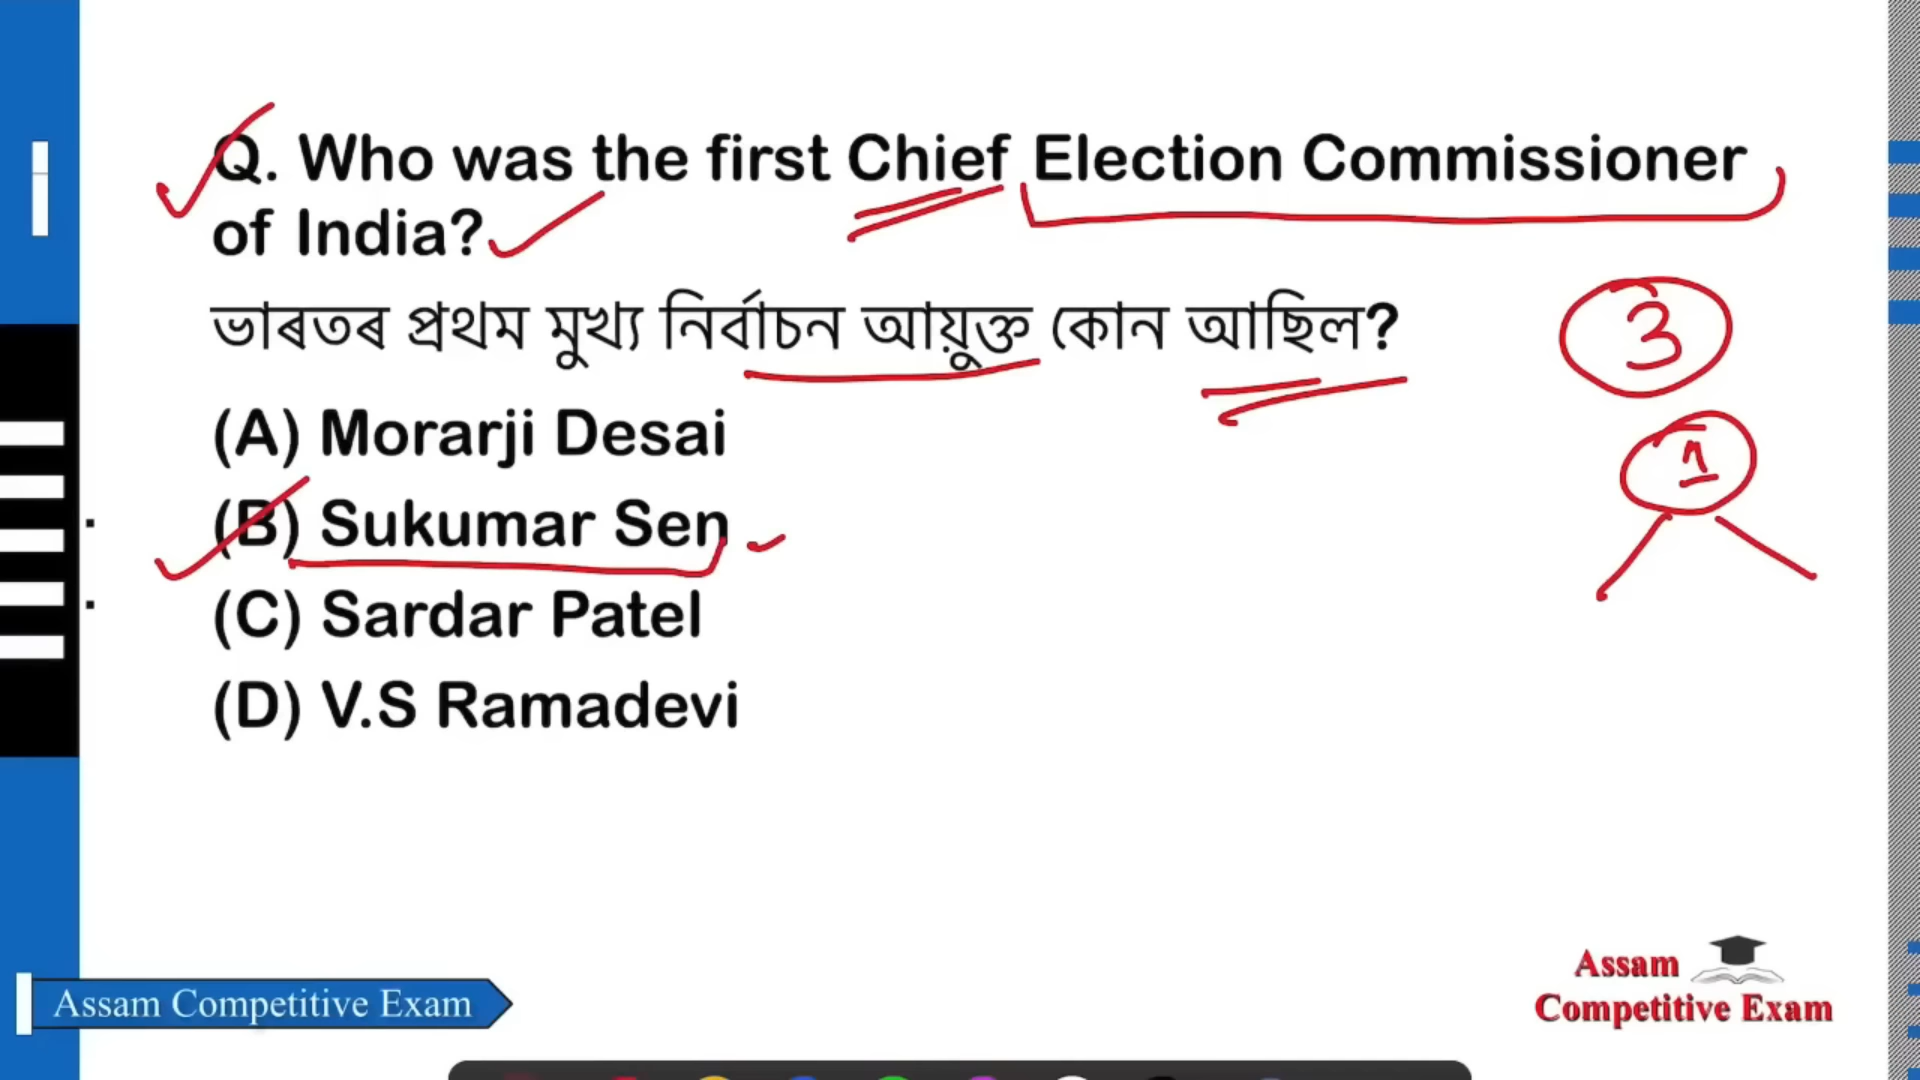 Q. Who was the first Chief Election Commissioner
of India?
ভাৰতৰ প্ৰথম মুখ্য নিৰ্বাচন আয়ুক্ত কোন আছিল?
3
1
(A) Morarji Desai
(B) Sukumar Sen
(C) Sardar Patel
(D) V.S Ramadevi
Assam Competitive Exam
Assam
Competitive Exam